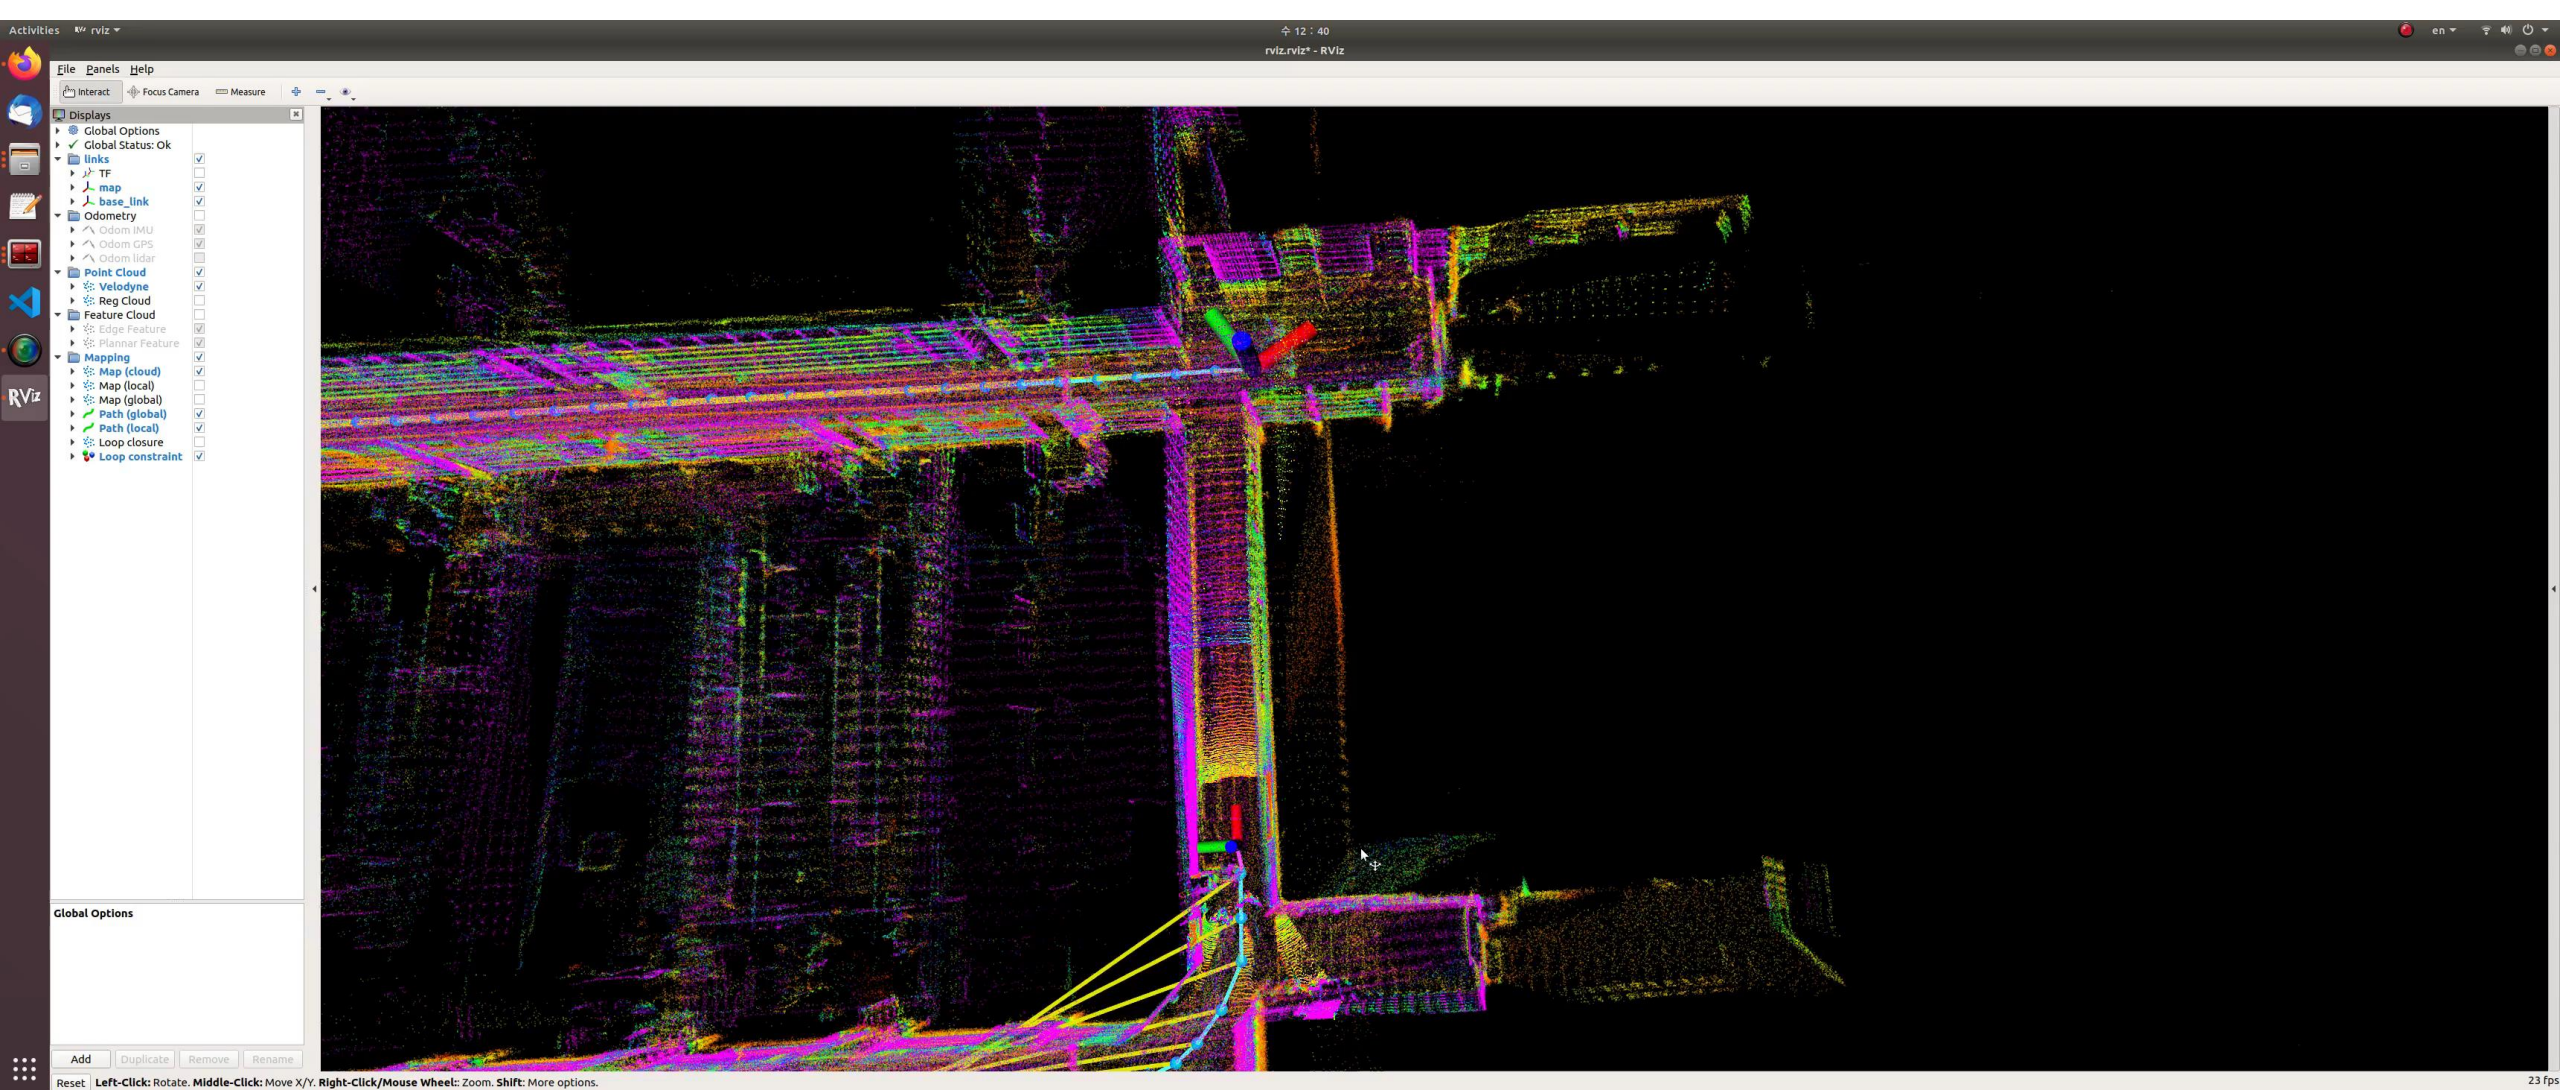 Activities RViz rviz
수 12 : 40
en
rviz.rviz* - RViz
File Panels Help
Interact Focus Camera Measure
Displays
Global Options
Global Status: Ok
links
TF
map
base_link
Odometry
Odom IMU
Odom GPS
Odom lidar
Point Cloud
Velodyne
Reg Cloud
Feature Cloud
Edge Feature
Plannar Feature
Mapping
Map (cloud)
Map (local)
Map (global)
Path (global)
Path (local)
Loop closure
Loop constraint
RViz
Global Options
Add Duplicate Remove Rename
Reset Left-Click: Rotate. Middle-Click: Move X/Y. Right-Click/Mouse Wheel:: Zoom. Shift: More options.
23 fps